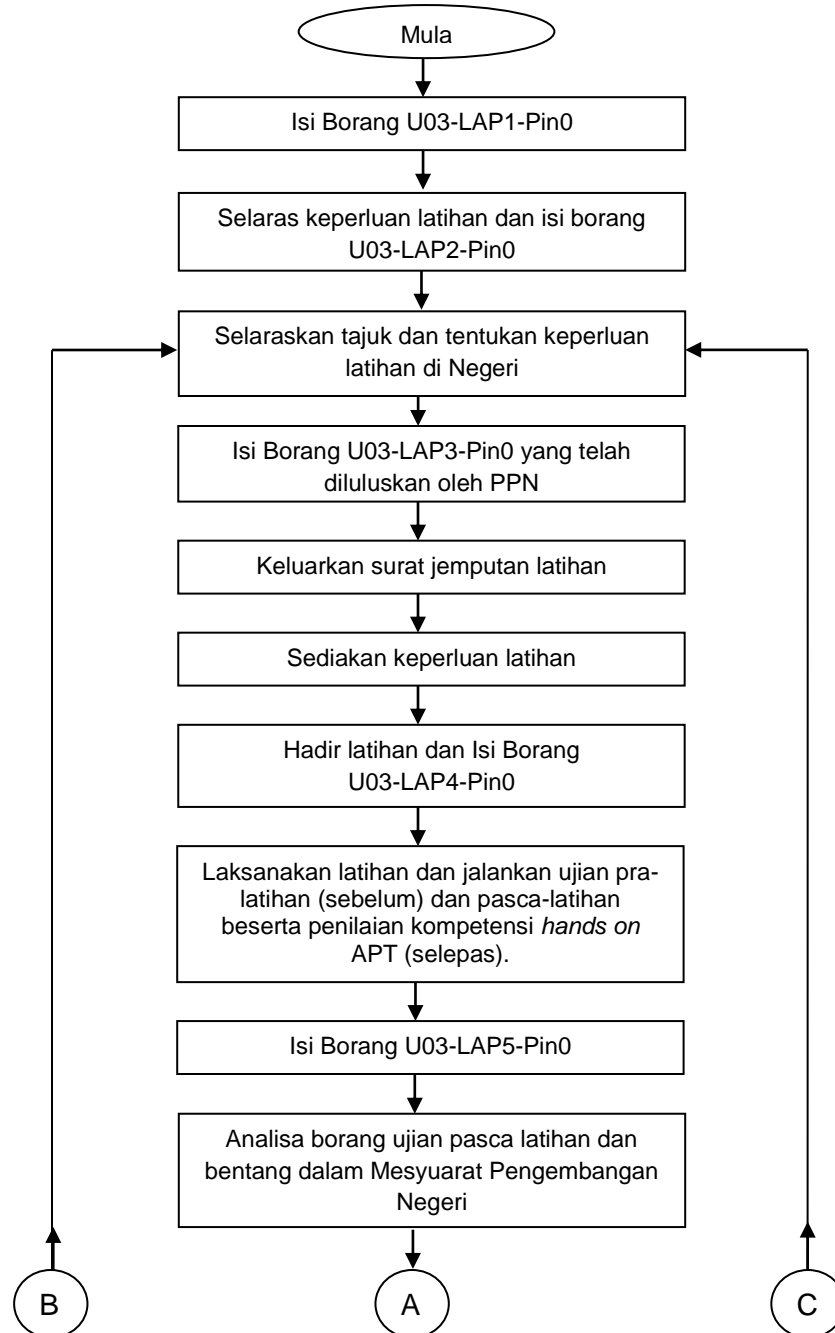 Mula
Isi Borang U03-LAP1-Pin0
Selaras keperluan latihan dan isi borang
U03-LAP2-Pin0
Selaraskan tajuk dan tentukan keperluan
latihan di Negeri
Isi Borang U03-LAP3-Pin0 yang telah
diluluskan oleh PPN
Keluarkan surat jemputan latihan
Sediakan keperluan latihan
Hadir latihan dan Isi Borang
U03-LAP4-Pin0
Laksanakan latihan dan jalankan ujian pra-
latihan (sebelum) dan pasca-latihan
beserta penilaian kompetensi hands on
APT (selepas).
Isi Borang U03-LAP5-Pin0
Analisa borang ujian pasca latihan dan
bentang dalam Mesyuarat Pengembangan
Negeri
B
A
C